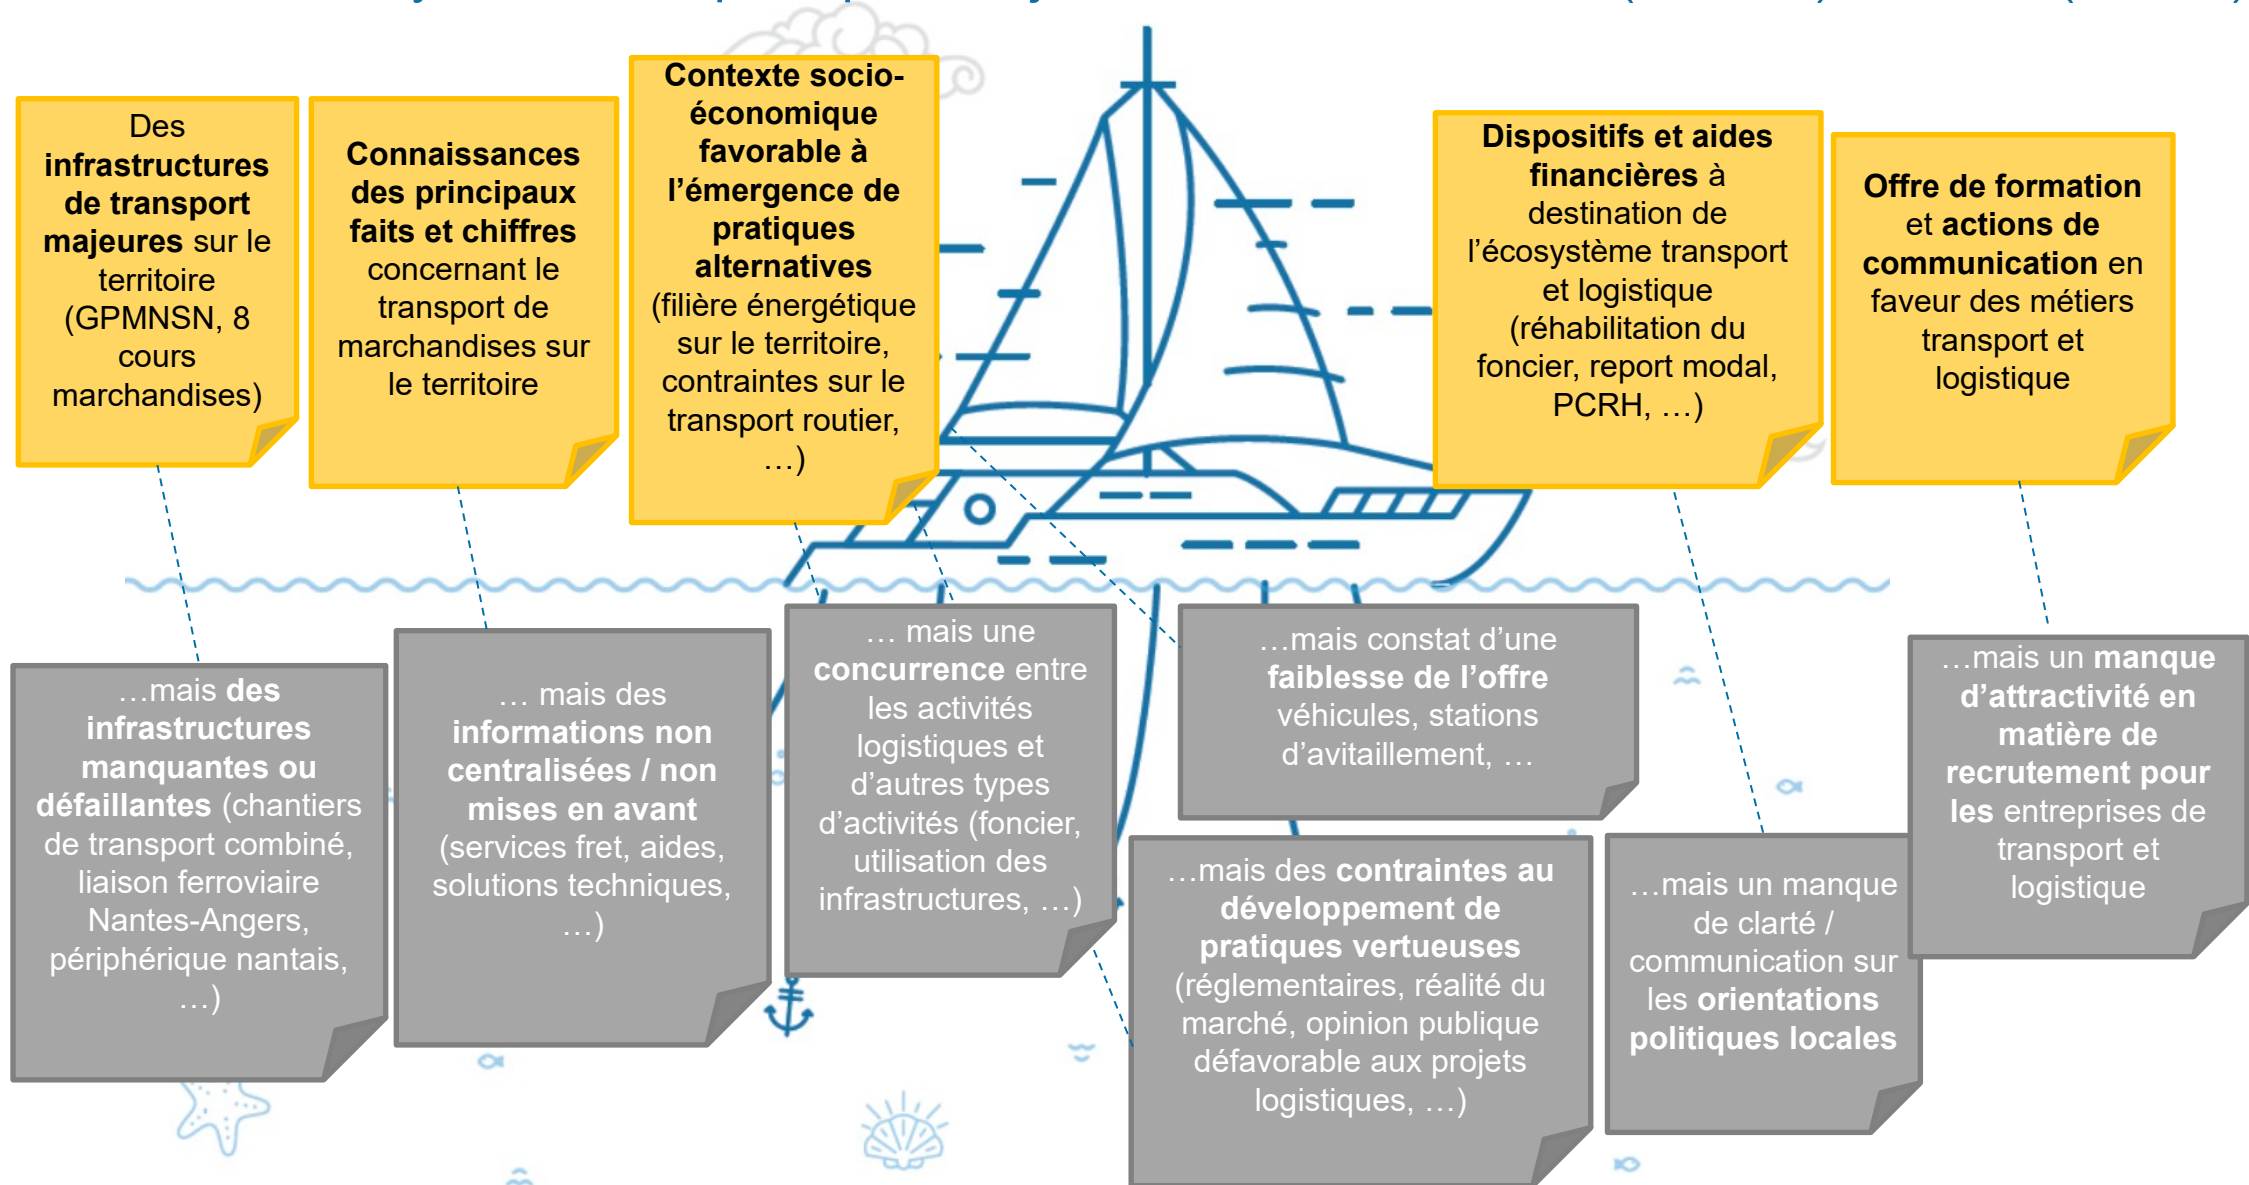 Des
infrastructures
de transport
majeures sur le
territoire
(GPMNSN, 8
cours
marchandises)
Connaissances
des principaux
faits et chiffres
concernant le
transport de
marchandises sur
le territoire
Contexte socio-
économique
favorable à
l’émergence de
pratiques
alternatives
(filière énergétique
sur le territoire,
contraintes sur le
transport routier,
…)
Dispositifs et aides
financières à
destination de
l’écosystème transport
et logistique
(réhabilitation du
foncier, report modal,
PCRH, …)
Offre de formation
et actions de
communication en
faveur des métiers
transport et
logistique
…mais des
infrastructures
manquantes ou
défaillantes (chantiers
de transport combiné,
liaison ferroviaire
Nantes-Angers,
périphérique nantais,
…)
… mais des
informations non
centralisées / non
mises en avant
(services fret, aides,
solutions techniques,
…)
… mais une
concurrence entre
les activités
logistiques et
d’autres types
d’activités (foncier,
utilisation des
infrastructures, …)
…mais constat d’une
faiblesse de l’offre
véhicules, stations
d’avitaillement, …
…mais des contraintes au
développement de
pratiques vertueuses
(réglementaires, réalité du
marché, opinion publique
défavorable aux projets
logistiques, …)
…mais un manque
de clarté /
communication sur
les orientations
politiques locales
…mais un manque
d’attractivité en
matière de
recrutement pour
les entreprises de
transport et
logistique